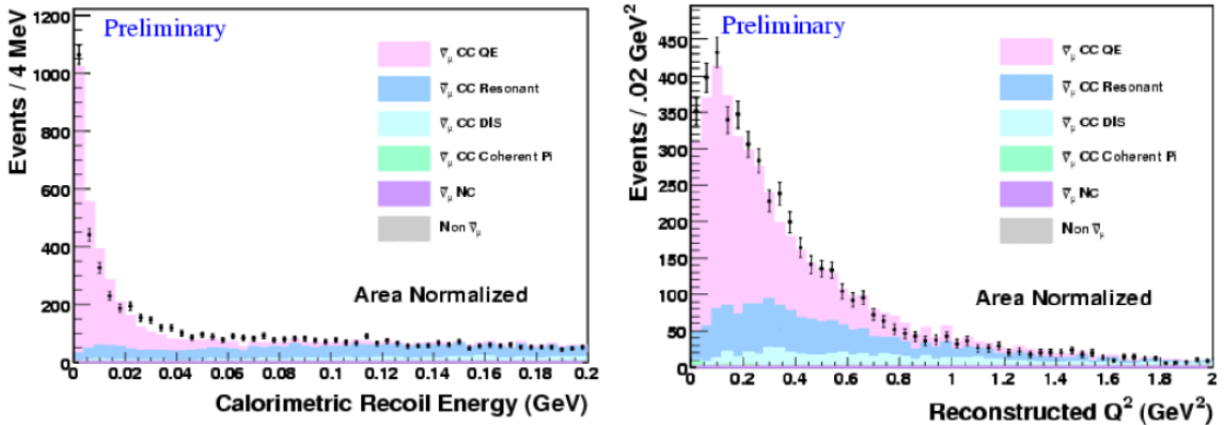 Preliminary
Events / 4 MeV
1200
1000
800
600
400
200
0
ν̅μ CC QE
ν̅μ CC Resonant
ν̅μ CC DIS
ν̅μ CC Coherent Pi
ν̅μ NC
Non ν̅μ
Area Normalized
0 0.02 0.04 0.06 0.08 0.1 0.12 0.14 0.16 0.18 0.2
Calorimetric Recoil Energy (GeV)
Preliminary
Events / .02 GeV²
450
400
350
300
250
200
150
100
50
0
ν̅μ CC QE
ν̅μ CC Resonant
ν̅μ CC DIS
ν̅μ CC Coherent Pi
ν̅μ NC
Non ν̅μ
Area Normalized
0 0.2 0.4 0.6 0.8 1 1.2 1.4 1.6 1.8 2
Reconstructed Q² (GeV²)